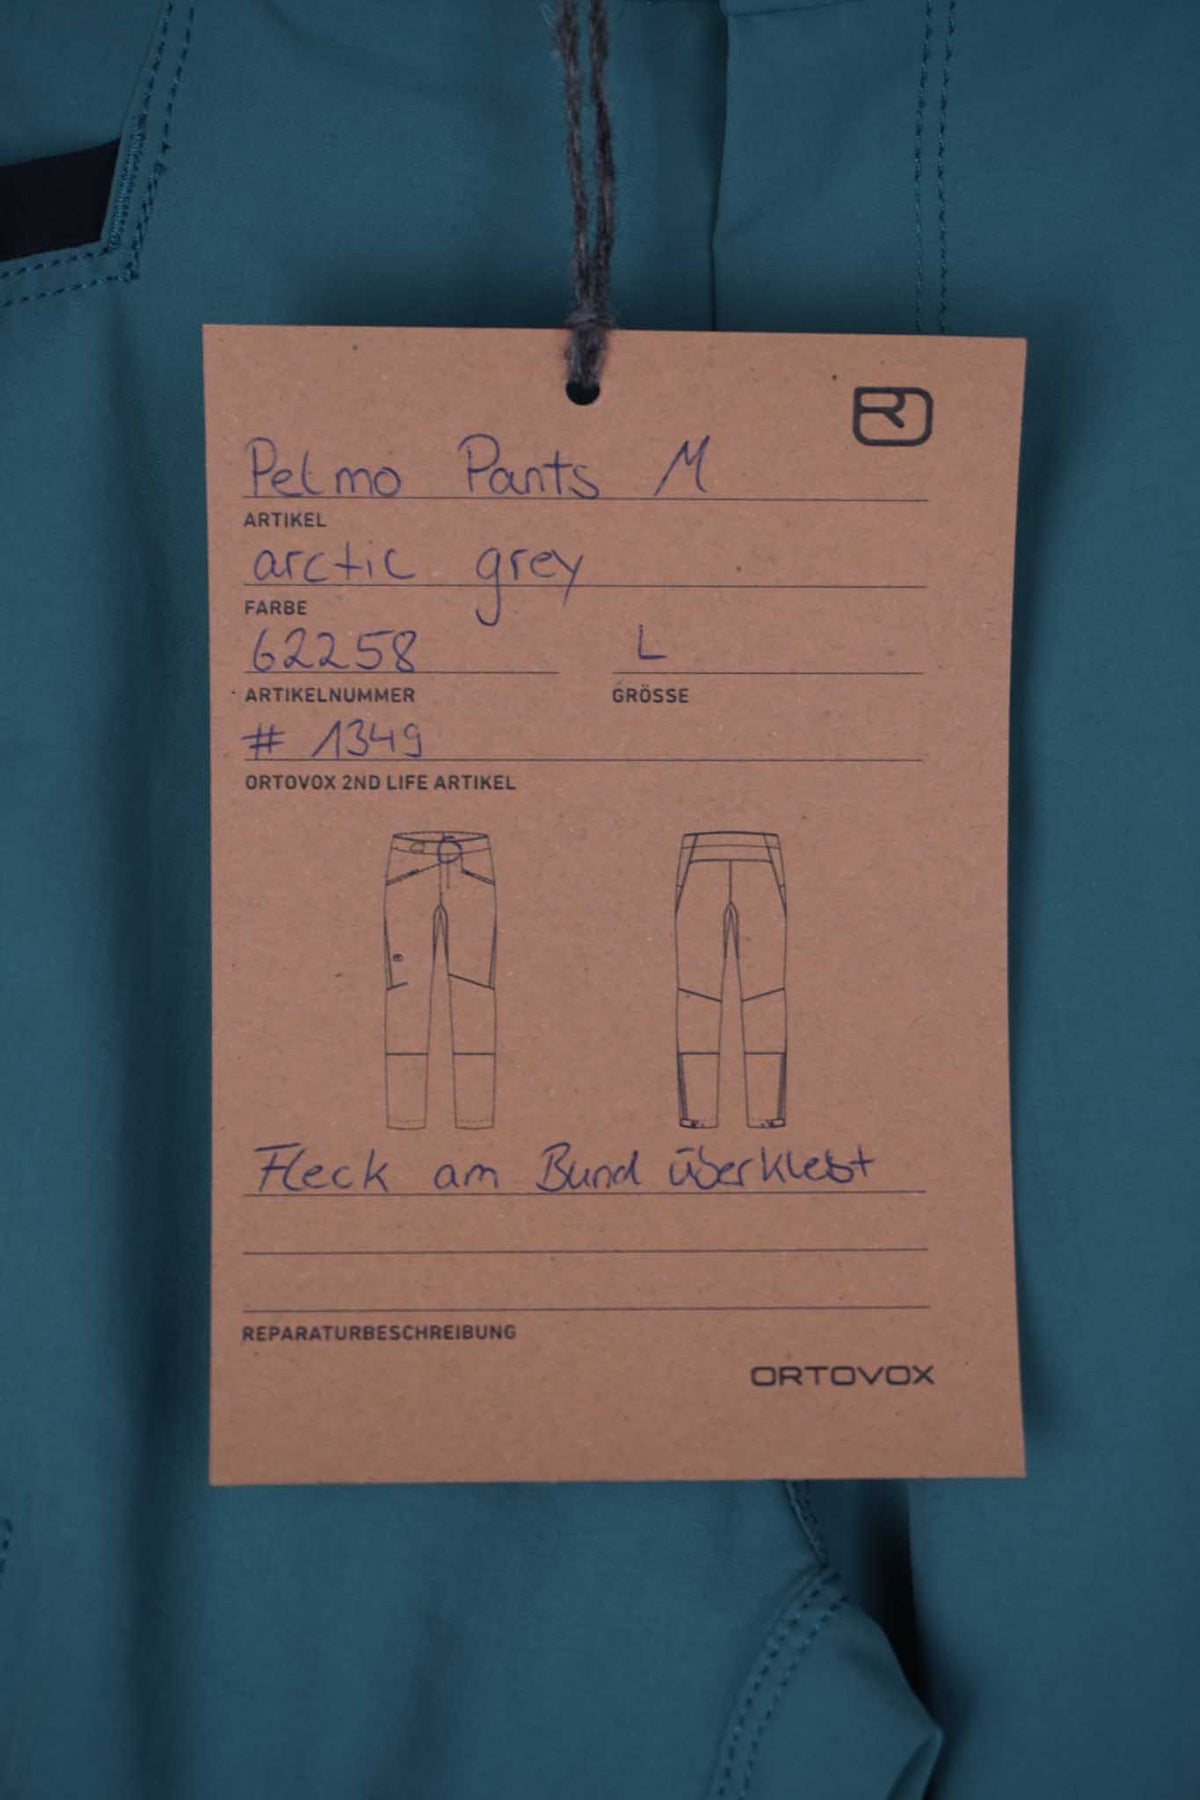 Pelmo Pants M
ARTIKEL
arctic grey
FARBE
62258 L
ARTIKELNUMMER GRÖSSE
# 1349
ORTOVOX 2ND LIFE ARTIKEL
Fleck am Bund überklebt
REPARATURBESCHREIBUNG
ORTOVOX